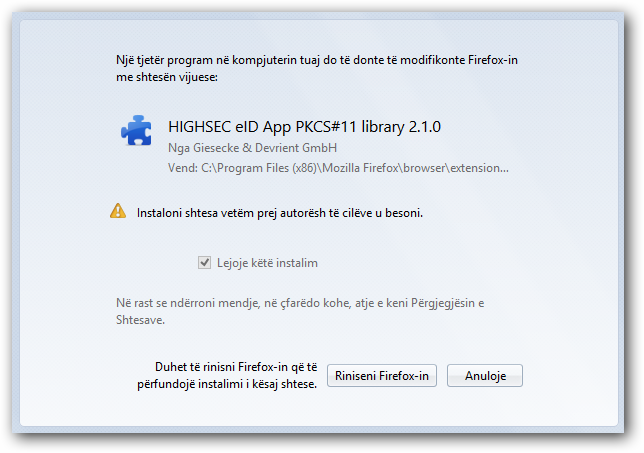 Një tjetër program në kompjuterin tuaj do të donte të modifikonte Firefox-in
me shtesën vijuese:
HIGHSEC eID App PKCS#11 library 2.1.0
Nga Giesecke & Devrient GmbH
Vend: C:\Program Files (x86)\Mozilla Firefox\browser\extension...
Instaloni shtesa vetëm prej autorësh të cilëve u besoni.
Lejoje këtë instalim
Në rast se ndërroni mendje, në çfarëdo kohe, atje e keni Përgjegjësin e
Shtesave.
Duhet të rinisni Firefox-in që të
përfundojë instalimi i kësaj shtese.
Riniseni Firefox-in
Anuloje